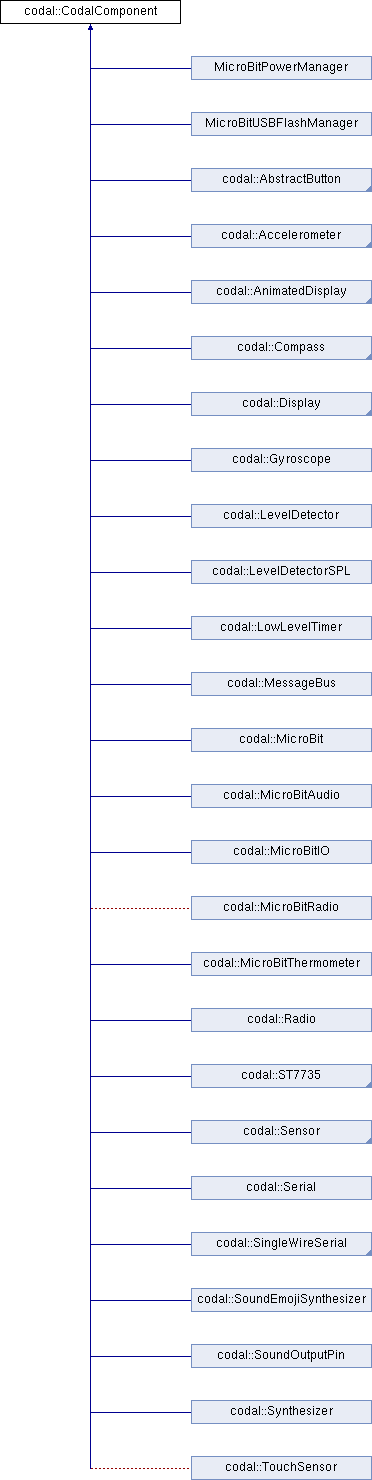 codal::CodalComponent
MicroBitPowerManager
MicroBitUSBFlashManager
codal::AbstractButton
codal::Accelerometer
codal::AnimatedDisplay
codal::Compass
codal::Display
codal::Gyroscope
codal::LevelDetector
codal::LevelDetectorSPL
codal::LowLevelTimer
codal::MessageBus
codal::MicroBit
codal::MicroBitAudio
codal::MicroBitIO
codal::MicroBitRadio
codal::MicroBitThermometer
codal::Radio
codal::ST7735
codal::Sensor
codal::Serial
codal::SingleWireSerial
codal::SoundEmojiSynthesizer
codal::SoundOutputPin
codal::Synthesizer
codal::TouchSensor